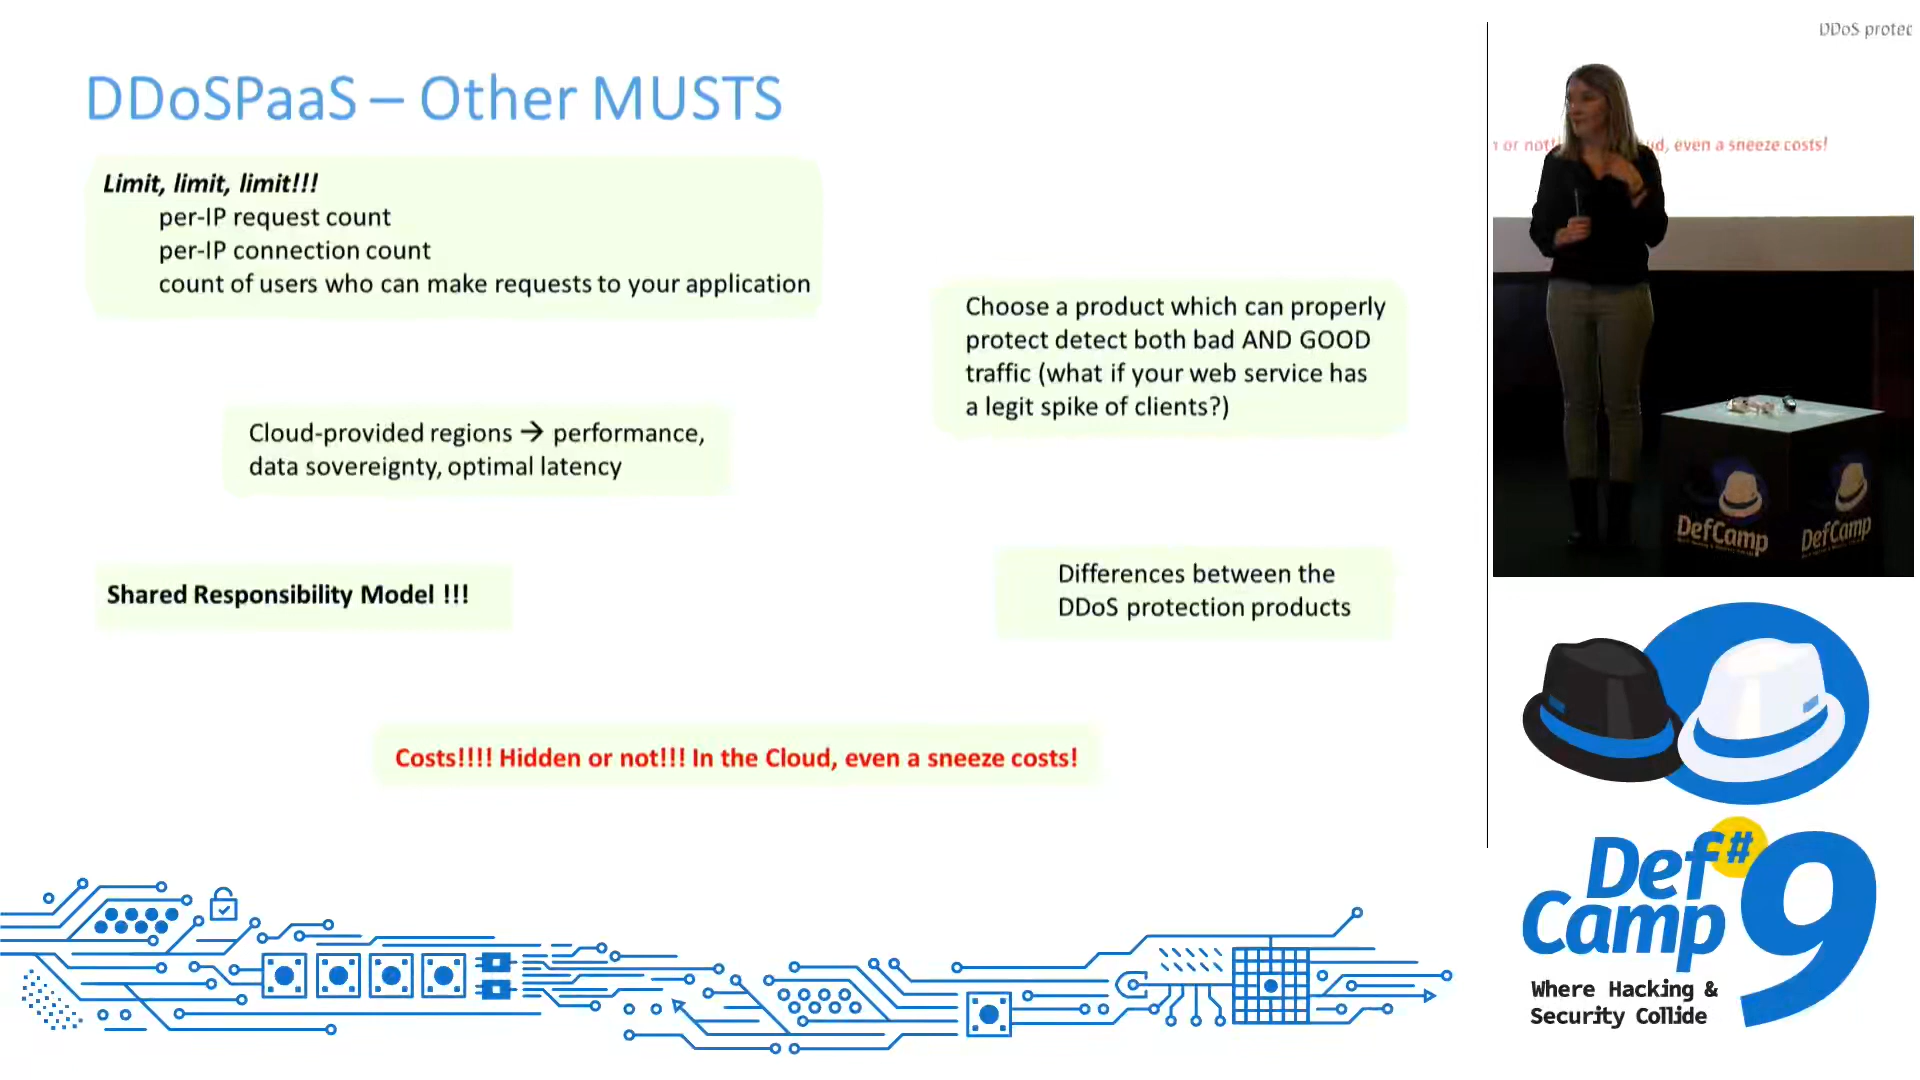 DDoSPaaS – Other MUSTS
Limit, limit, limit!!!
per-IP request count
per-IP connection count
count of users who can make requests to your application
Choose a product which can properly
protect detect both bad AND GOOD
traffic (what if your web service has
a legit spike of clients?)
Cloud-provided regions → performance,
data sovereignty, optimal latency
Shared Responsibility Model !!!
Differences between the
DDoS protection products
Costs!!!! Hidden or not!!! In the Cloud, even a sneeze costs!
DDoS protec
or not
ud, even a sneeze costs!
DefCamp
DefCamp
Def
#
Camp
9
Where Hacking &
Security Collide